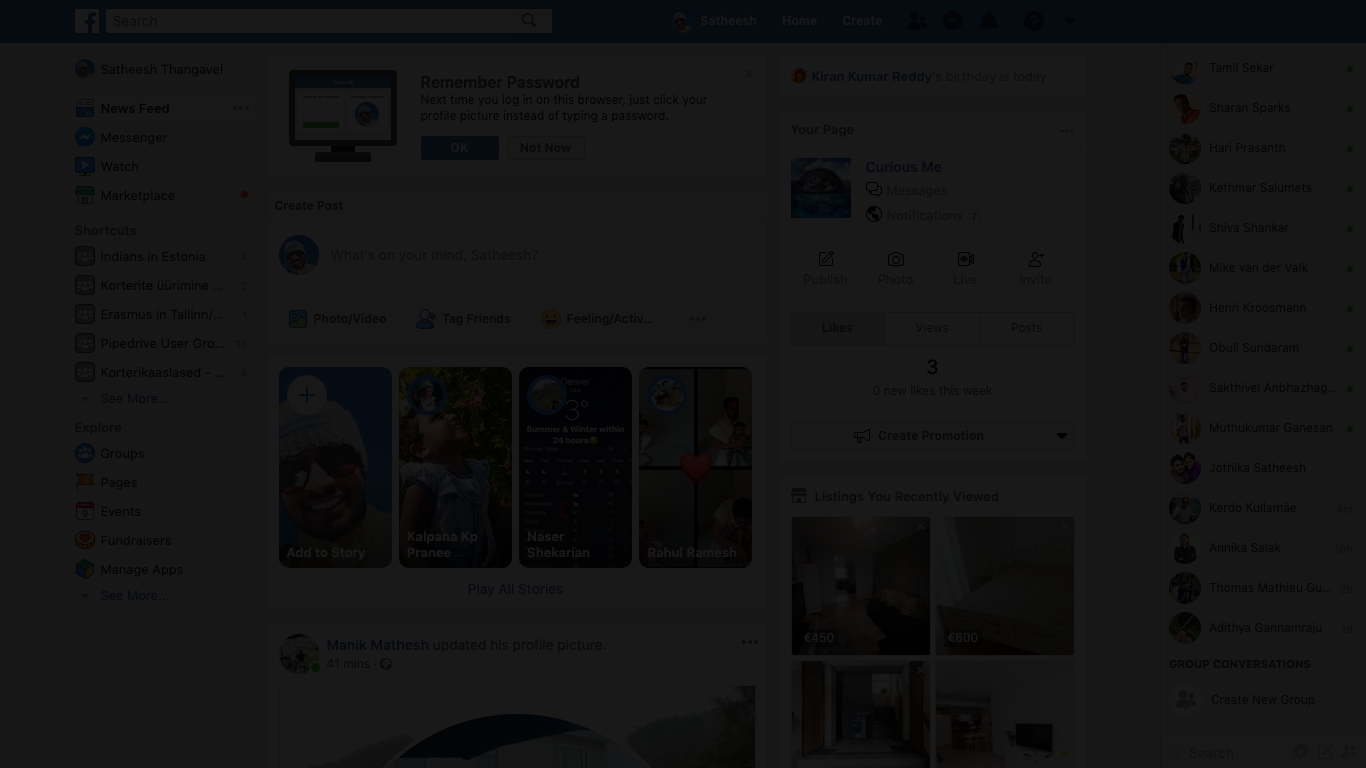 Search
Satheesh
Home
Create
Satheesh Thangavel
News Feed
Messenger
Watch
Marketplace
Shortcuts
Indians in Estonia 4
Korterite üürimine ... 2
Erasmus in Tallinn/... 1
Pipedrive User Gro... 13
Korterikaaslased - ... 4
See More...
Explore
Groups
Pages
Events
Fundraisers
Manage Apps
See More...
Remember Password
Next time you log in on this browser, just click your
profile picture instead of typing a password.
OK
Not Now
Create Post
What's on your mind, Satheesh?
Photo/Video
Tag Friends
Feeling/Activ...
Add to Story
Kalpana Kp
Pranee
Denver
3°
Summer & Winter within
24 hours
Naser
Shekarian
Rahul Ramesh
Play All Stories
Manik Mathesh updated his profile picture.
41 mins ·
Kiran Kumar Reddy's birthday is today
Your Page
Curious Me
Messages
Notifications 7
Publish
Photo
Live
Invite
Likes
Views
Posts
3
0 new likes this week
Create Promotion
Listings You Recently Viewed
€450
€600
Tamil Sekar
Sharan Sparks
Hari Prasanth
Kethmar Salumets
Shiva Shankar
Mike van der Valk
Henri Kroosmann
Obuli Sundaram
Sakthivel Anbhazhag...
Muthukumar Ganesan
Jothika Satheesh
Kerdo Kullamäe 4m
Annika Salak 10h
Thomas Mathieu Gu... 2h
Adithya Gannamraju 1d
GROUP CONVERSATIONS
Create New Group
Search